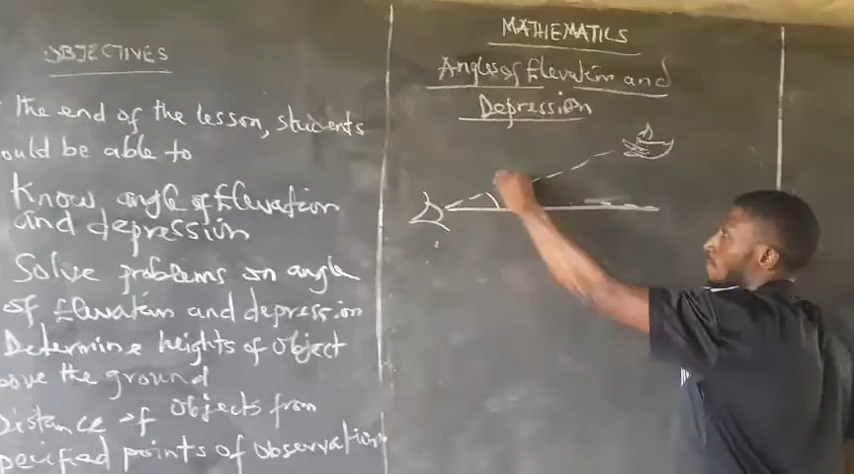 OBJECTIVES
the end of the lesson, students
ould be able to
Know angle of Elevation
and depression
Solve problems on angle
of Elevation and depression
Determine heights of object
ove the ground
Distance of objects from
pecified points of observation
MATHEMATICS
Angles of Elevation and
Depression